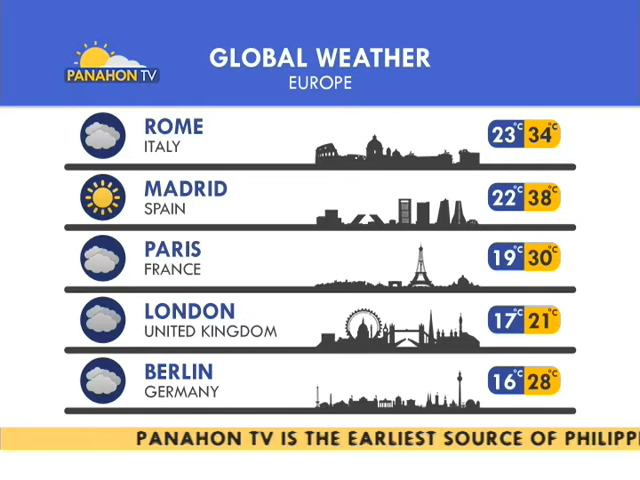 PANAHON TV
GLOBAL WEATHER
EUROPE
ROME
ITALY
23°C 34°C
MADRID
SPAIN
22°C 38°C
PARIS
FRANCE
19°C 30°C
LONDON
UNITED KINGDOM
17°C 21°C
BERLIN
GERMANY
16°C 28°C
PANAHON TV IS THE EARLIEST SOURCE OF PHILIPP